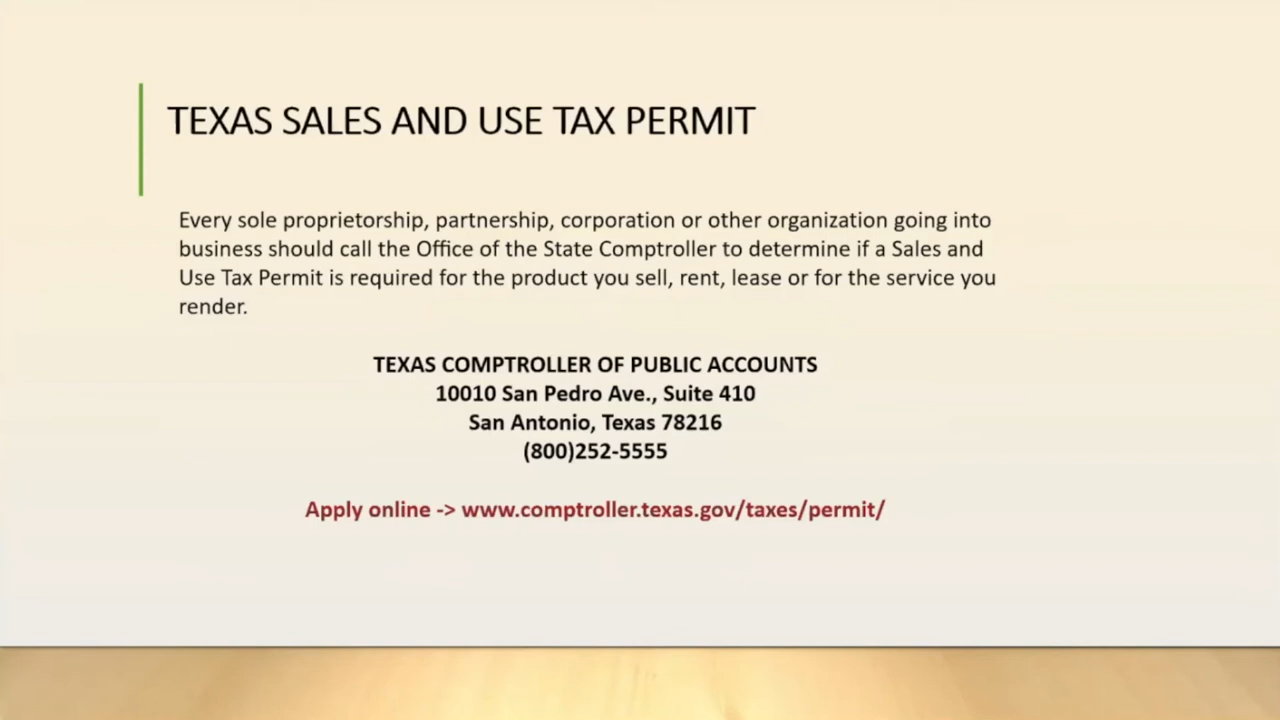 TEXAS SALES AND USE TAX PERMIT
Every sole proprietorship, partnership, corporation or other organization going into
business should call the Office of the State Comptroller to determine if a Sales and
Use Tax Permit is required for the product you sell, rent, lease or for the service you
render.
TEXAS COMPTROLLER OF PUBLIC ACCOUNTS
10010 San Pedro Ave., Suite 410
San Antonio, Texas 78216
(800)252-5555
Apply online -> www.comptroller.texas.gov/taxes/permit/